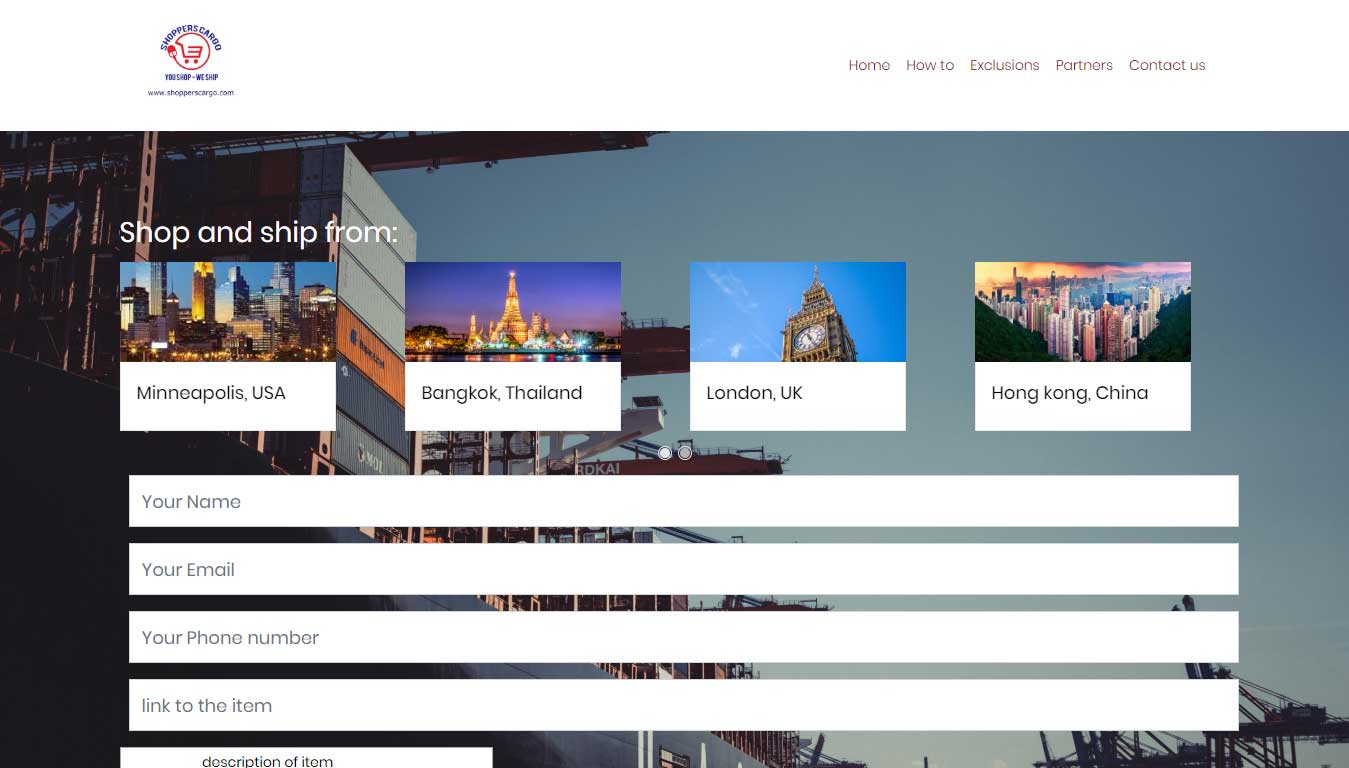 SHOPPERS CARGO
YOU SHOP - WE SHIP
www.shopperscargo.com
Home How to Exclusions Partners Contact us
Shop and ship from:
Minneapolis, USA Bangkok, Thailand London, UK Hong kong, China
Your Name
Your Email
Your Phone number
link to the item
description of item